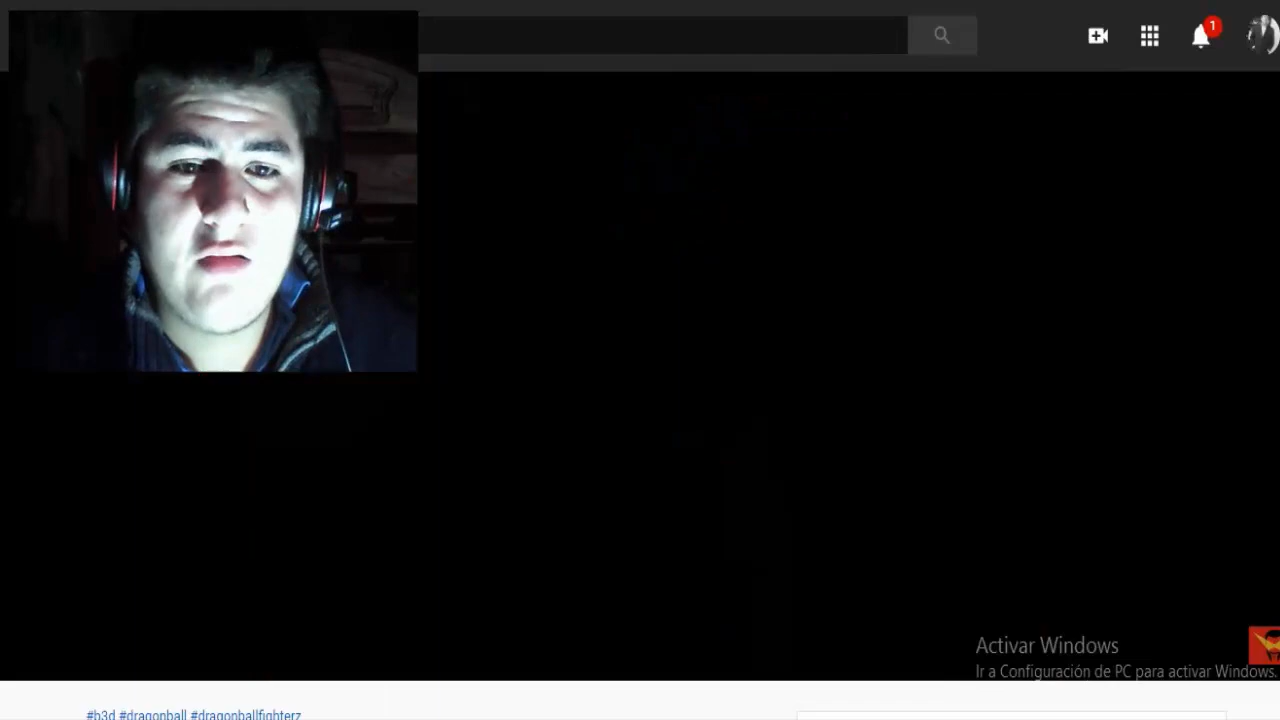 1
Activar Windows
Ir a Configuración de PC para activar Windows.
#b3d #dragonball #dragonballfighterz